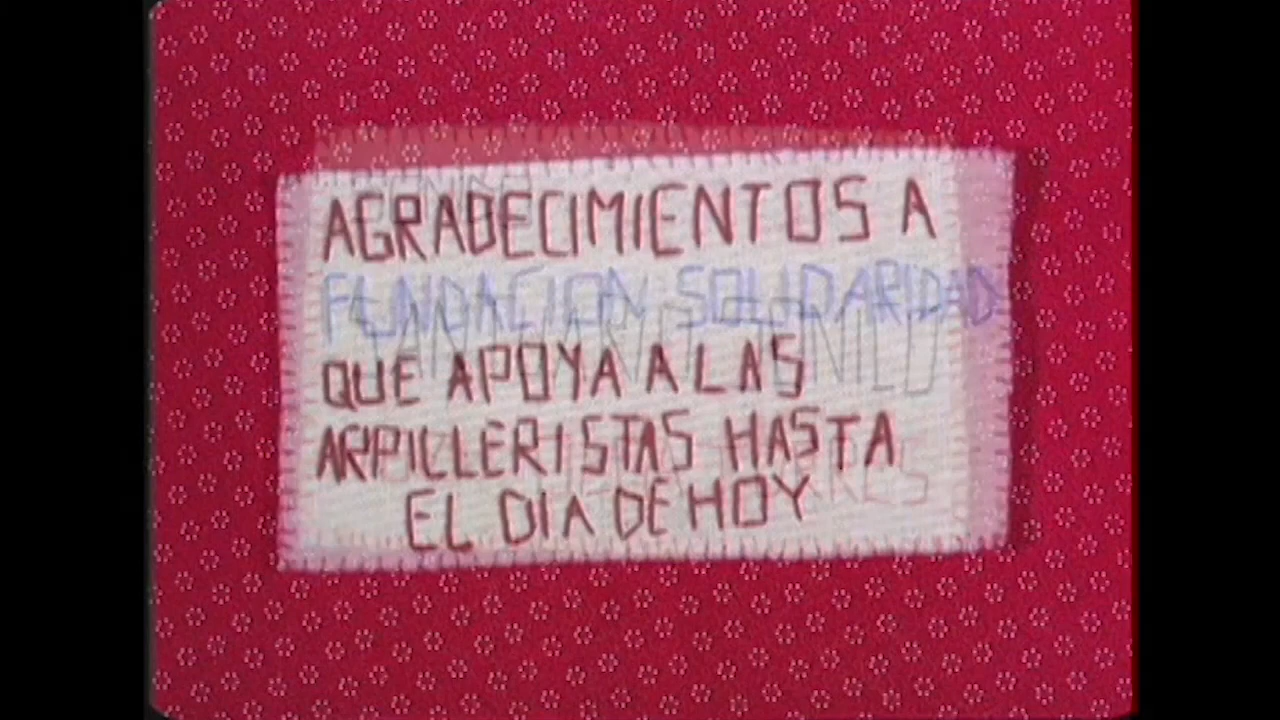 AGRADECIMIENTOS A
FUNDACION SOLIDARIDAD
QUE APOYA A LAS
ARPILLERISTAS HASTA
EL DIA DE HOY